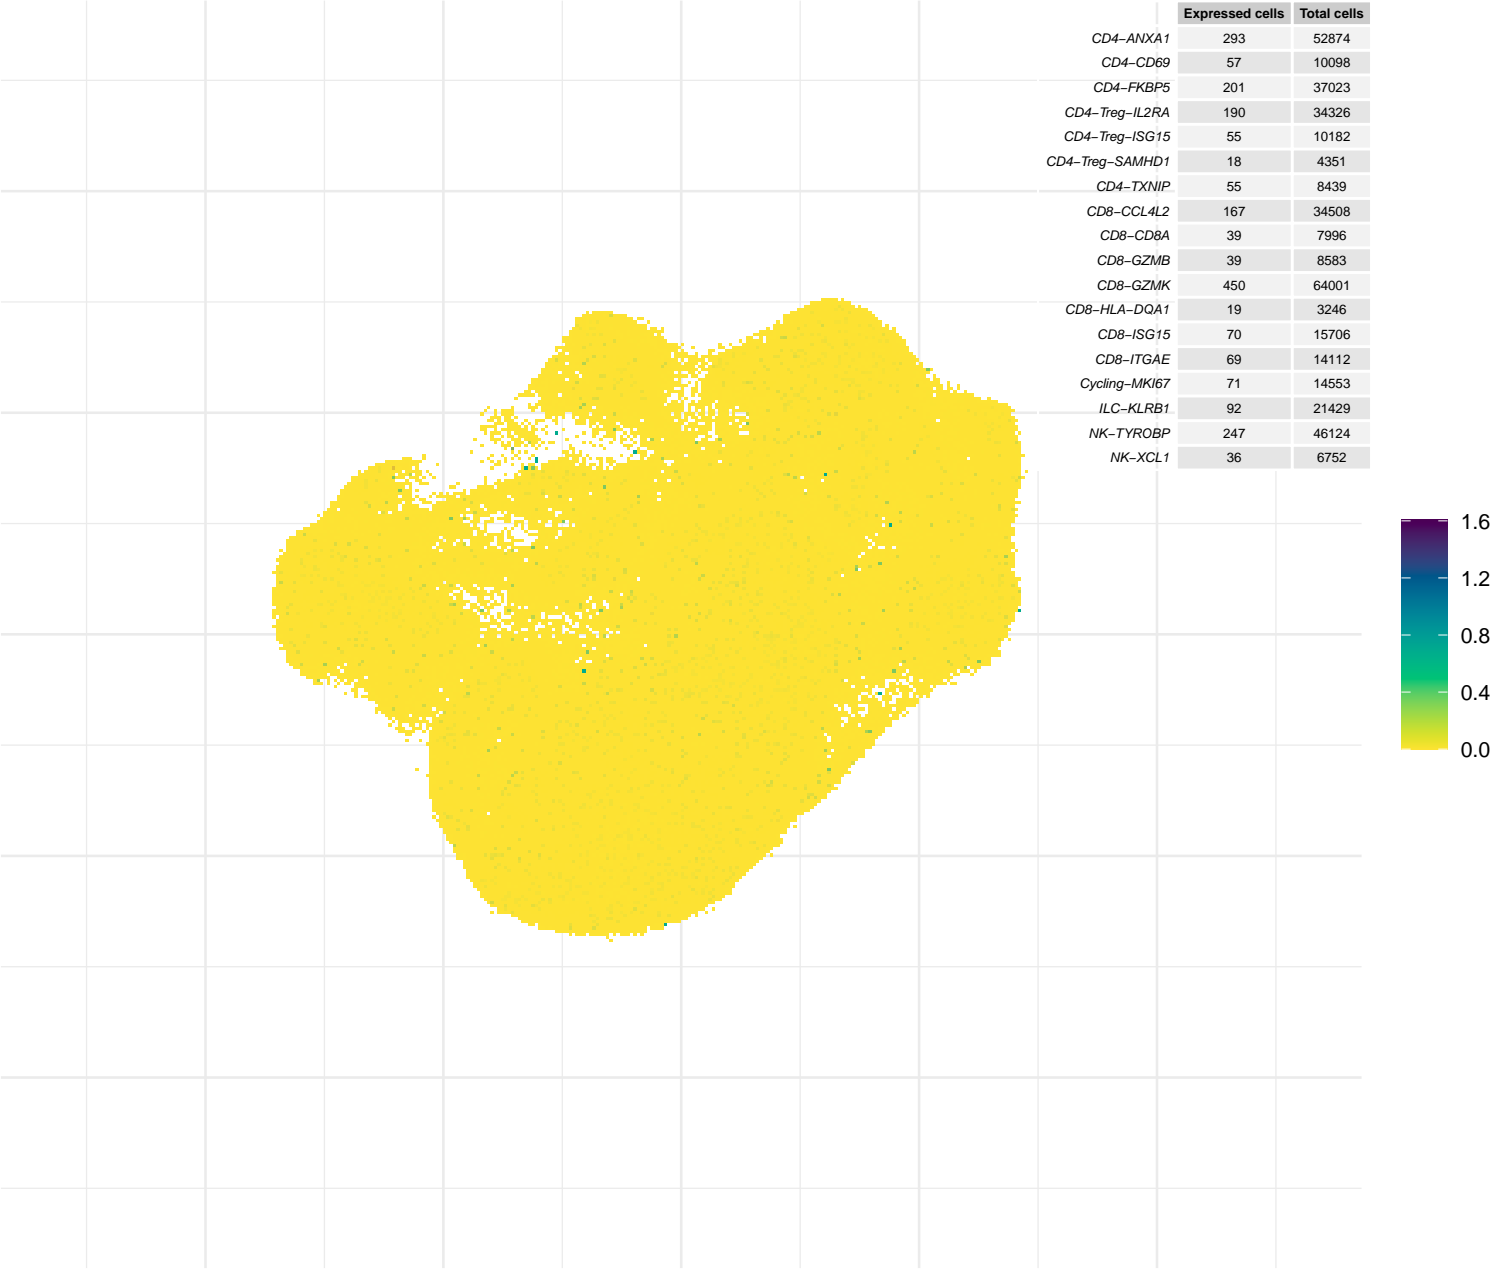 Expressed cells Total cells
CD4−ANXA1 293 52874
CD4−CD69 57 10098
CD4−FKBP5 201 37023
CD4−Treg−IL2RA 190 34326
CD4−Treg−ISG15 55 10182
CD4−Treg−SAMHD1 18 4351
CD4−TXNIP 55 8439
CD8−CCL4L2 167 34508
CD8−CD8A 39 7996
CD8−GZMB 39 8583
CD8−GZMK 450 64001
CD8−HLA−DQA1 19 3246
CD8−ISG15 70 15706
CD8−ITGAE 69 14112
Cycling−MKI67 71 14553
ILC−KLRB1 92 21429
NK−TYROBP 247 46124
NK−XCL1 36 6752
1.6
1.2
0.8
0.4
0.0